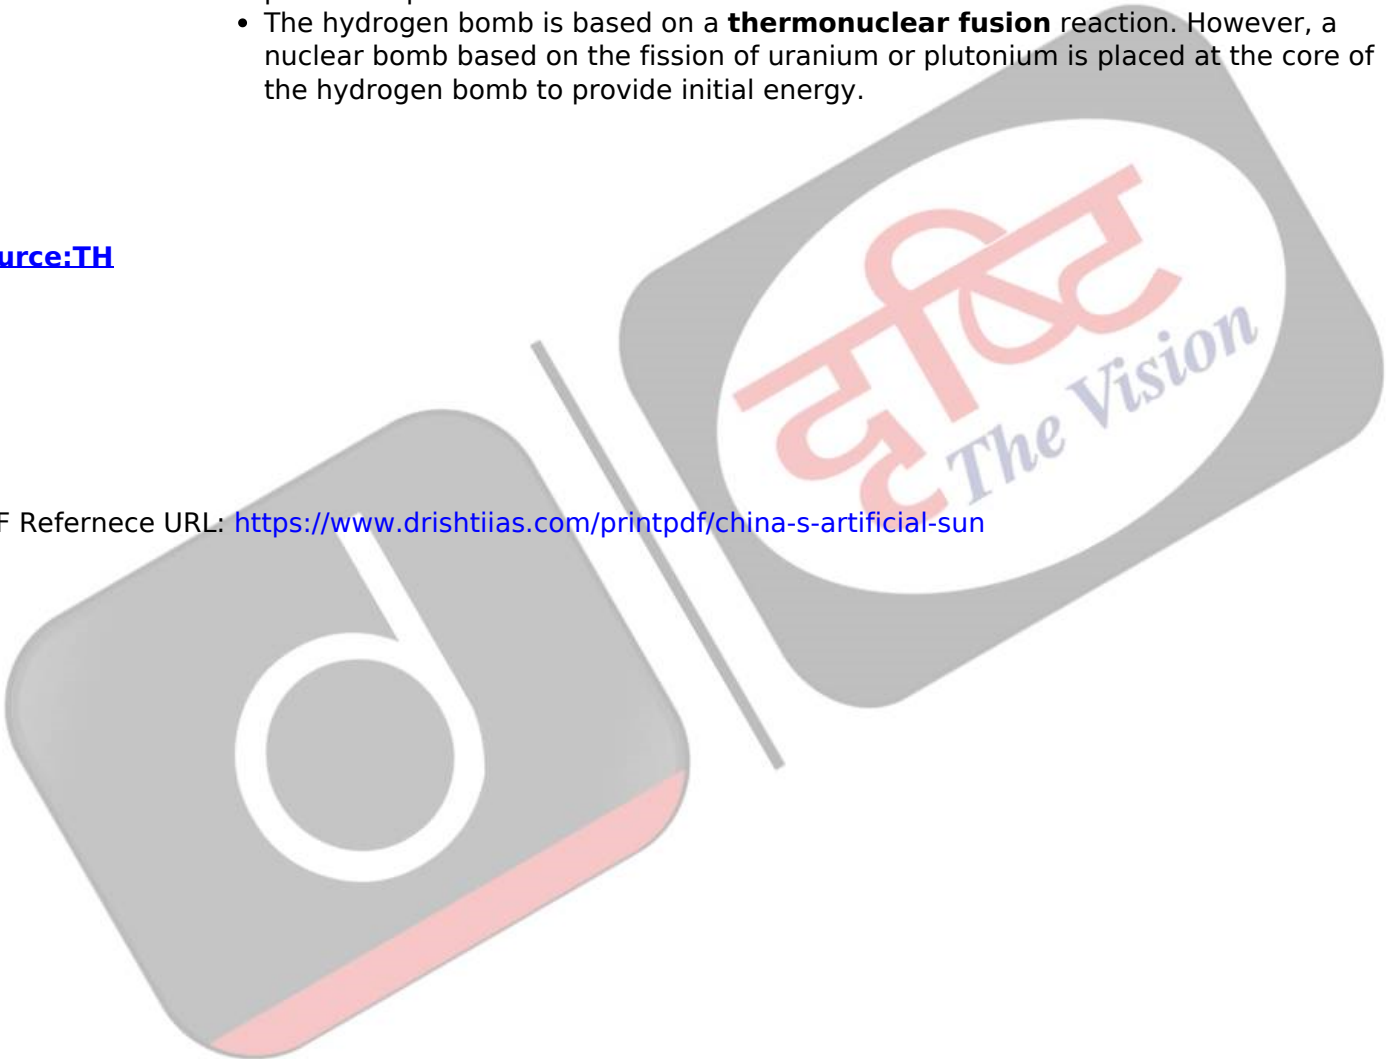 The hydrogen bomb is based on a thermonuclear fusion reaction. However, a
nuclear bomb based on the fission of uranium or plutonium is placed at the core of
the hydrogen bomb to provide initial energy.
urce:TH
दृष्टि
The Vision
F Refernece URL: https://www.drishtiias.com/printpdf/china-s-artificial-sun
d